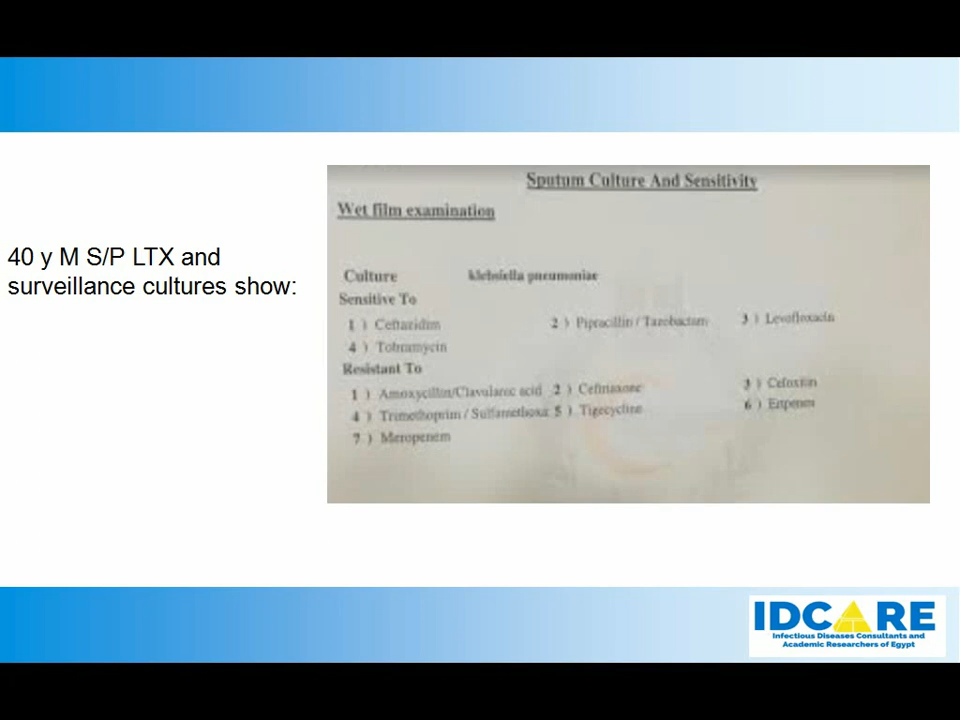 40 y M S/P LTX and
surveillance cultures show:
Sputum Culture And Sensitivity
Wet film examination
Culture klebsiella pneumoniae
Sensitive To
1 ) Ceftazidim 2 ) Pipracillin / Tazobactam 3 ) Levofloxacin
4 ) Tobramycin
Resistant To
1 ) Amoxycillin/Clavulanic acid 2 ) Ceftriaxone 3 ) Cefoxitin
4 ) Trimethoprim / Sulfamethoxaz 5 ) Tigecycline 6 )
7 ) Meropenem
IDCARE
Infectious Diseases Consultants and
Academic Researchers of Egypt